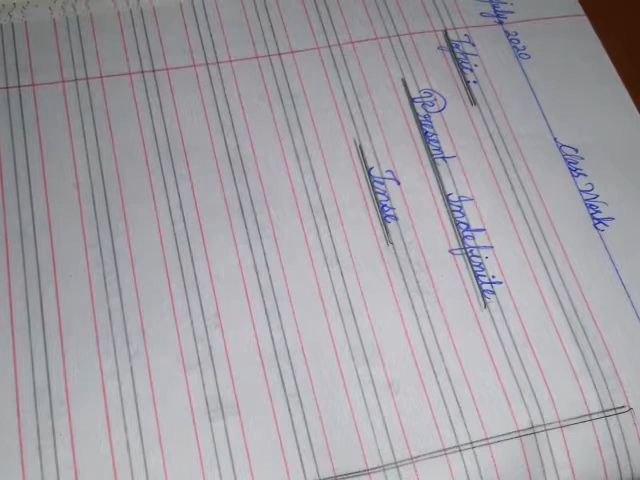 July, 2020
Class Work
Topic:
Present Indefinite
Tense